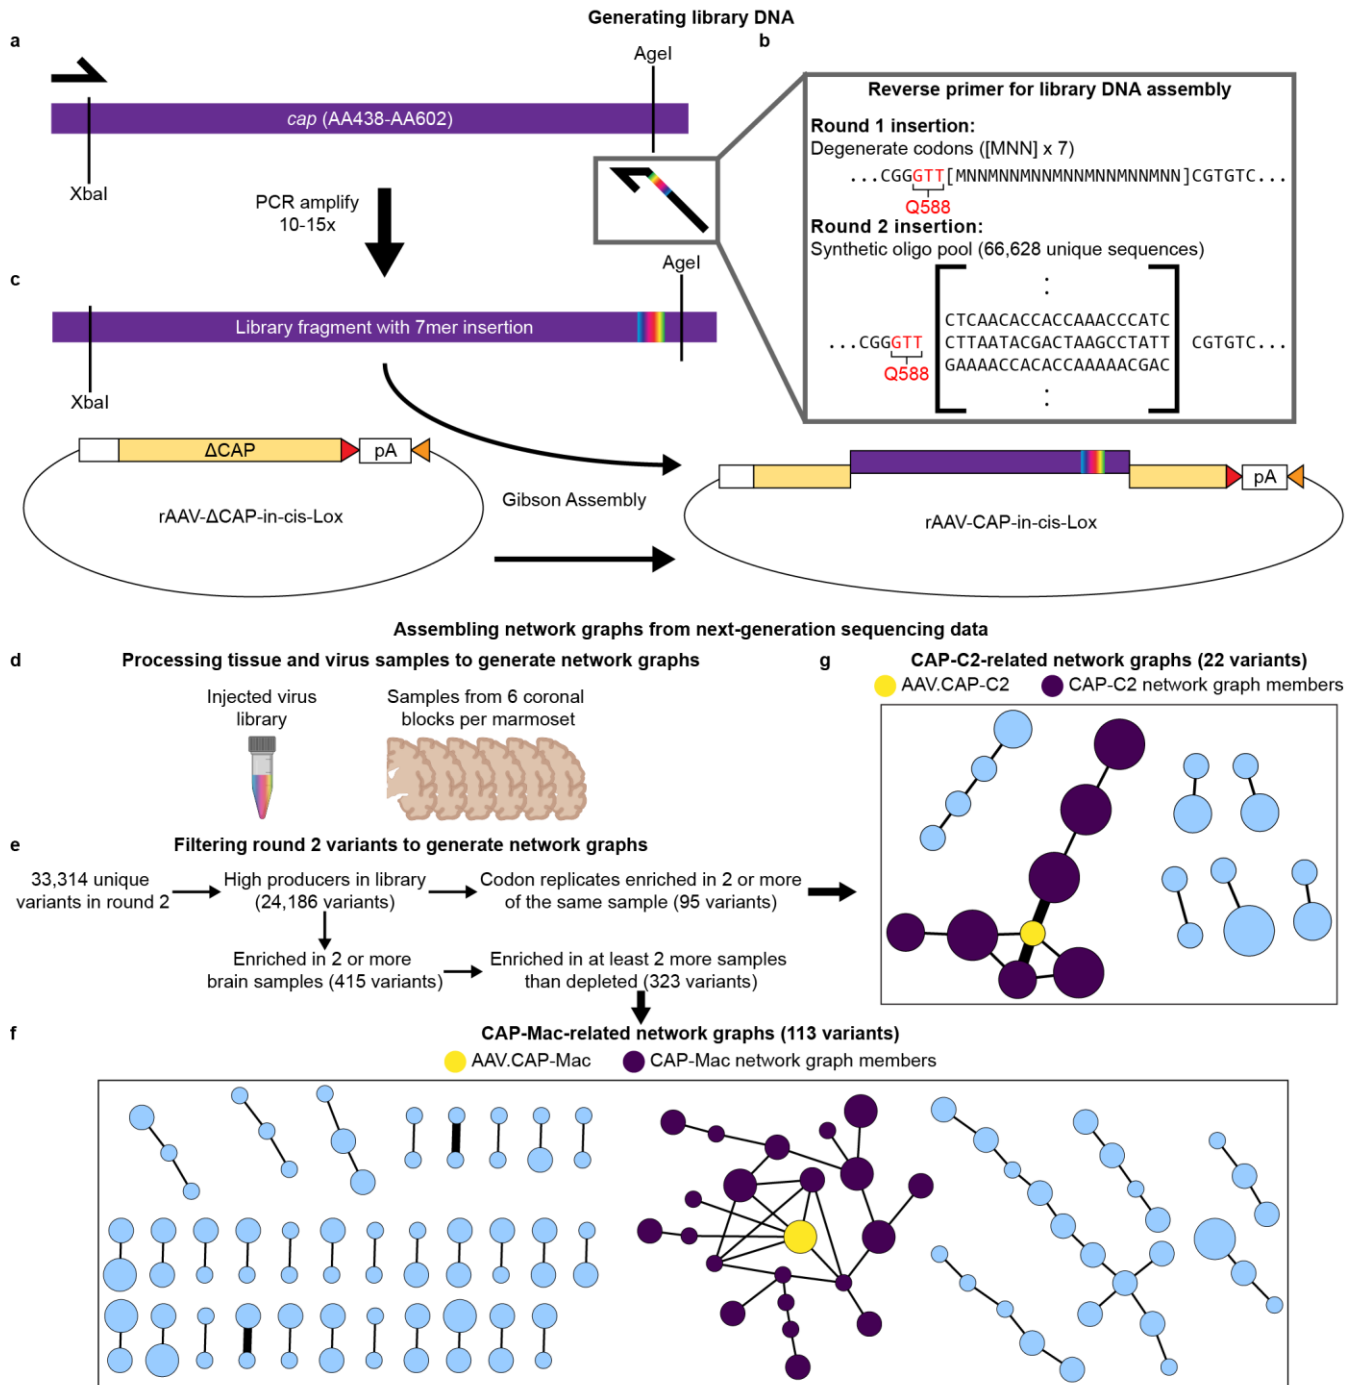 Generating library DNA
a
AgeI
cap (AA438-AA602)
XbaI
PCR amplify
10-15x
b
Reverse primer for library DNA assembly
Round 1 insertion:
Degenerate codons ([MNN] x 7)
...CGGGTT[MNNMNNMNNMNNMNNMNNMNN]CGTGTC...
Q588
Round 2 insertion:
Synthetic oligo pool (66,628 unique sequences)
:
CTCAACACCACCAAACCCATC
...CGGGTT CTTAATACGACTAAGCCTATT CGTGTC...
Q588
GAAAACCACACCAAAAACGAC
:
c
AgeI
Library fragment with 7mer insertion
XbaI
ΔCAP
pA
rAAV-ΔCAP-in-cis-Lox
Gibson Assembly
pA
rAAV-CAP-in-cis-Lox
Assembling network graphs from next-generation sequencing data
d
Processing tissue and virus samples to generate network graphs
Injected virus
library
Samples from 6 coronal
blocks per marmoset
e
Filtering round 2 variants to generate network graphs
33,314 unique
variants in round 2
High producers in library
(24,186 variants)
Codon replicates enriched in 2 or more
of the same sample (95 variants)
Enriched in 2 or more
brain samples (415 variants)
Enriched in at least 2 more samples
than depleted (323 variants)
g
CAP-C2-related network graphs (22 variants)
AAV.CAP-C2
CAP-C2 network graph members
f
CAP-Mac-related network graphs (113 variants)
AAV.CAP-Mac
CAP-Mac network graph members